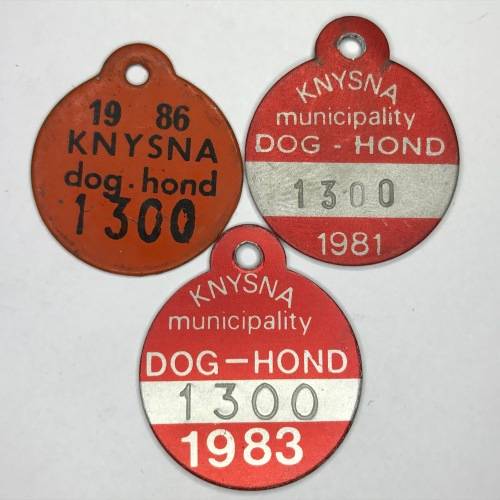 19 86
KNYSNA
dog.hond
1300
KNYSNA
municipality
DOG - HOND
1300
1981
KNYSNA
municipality
DOG-HOND
1300
1983